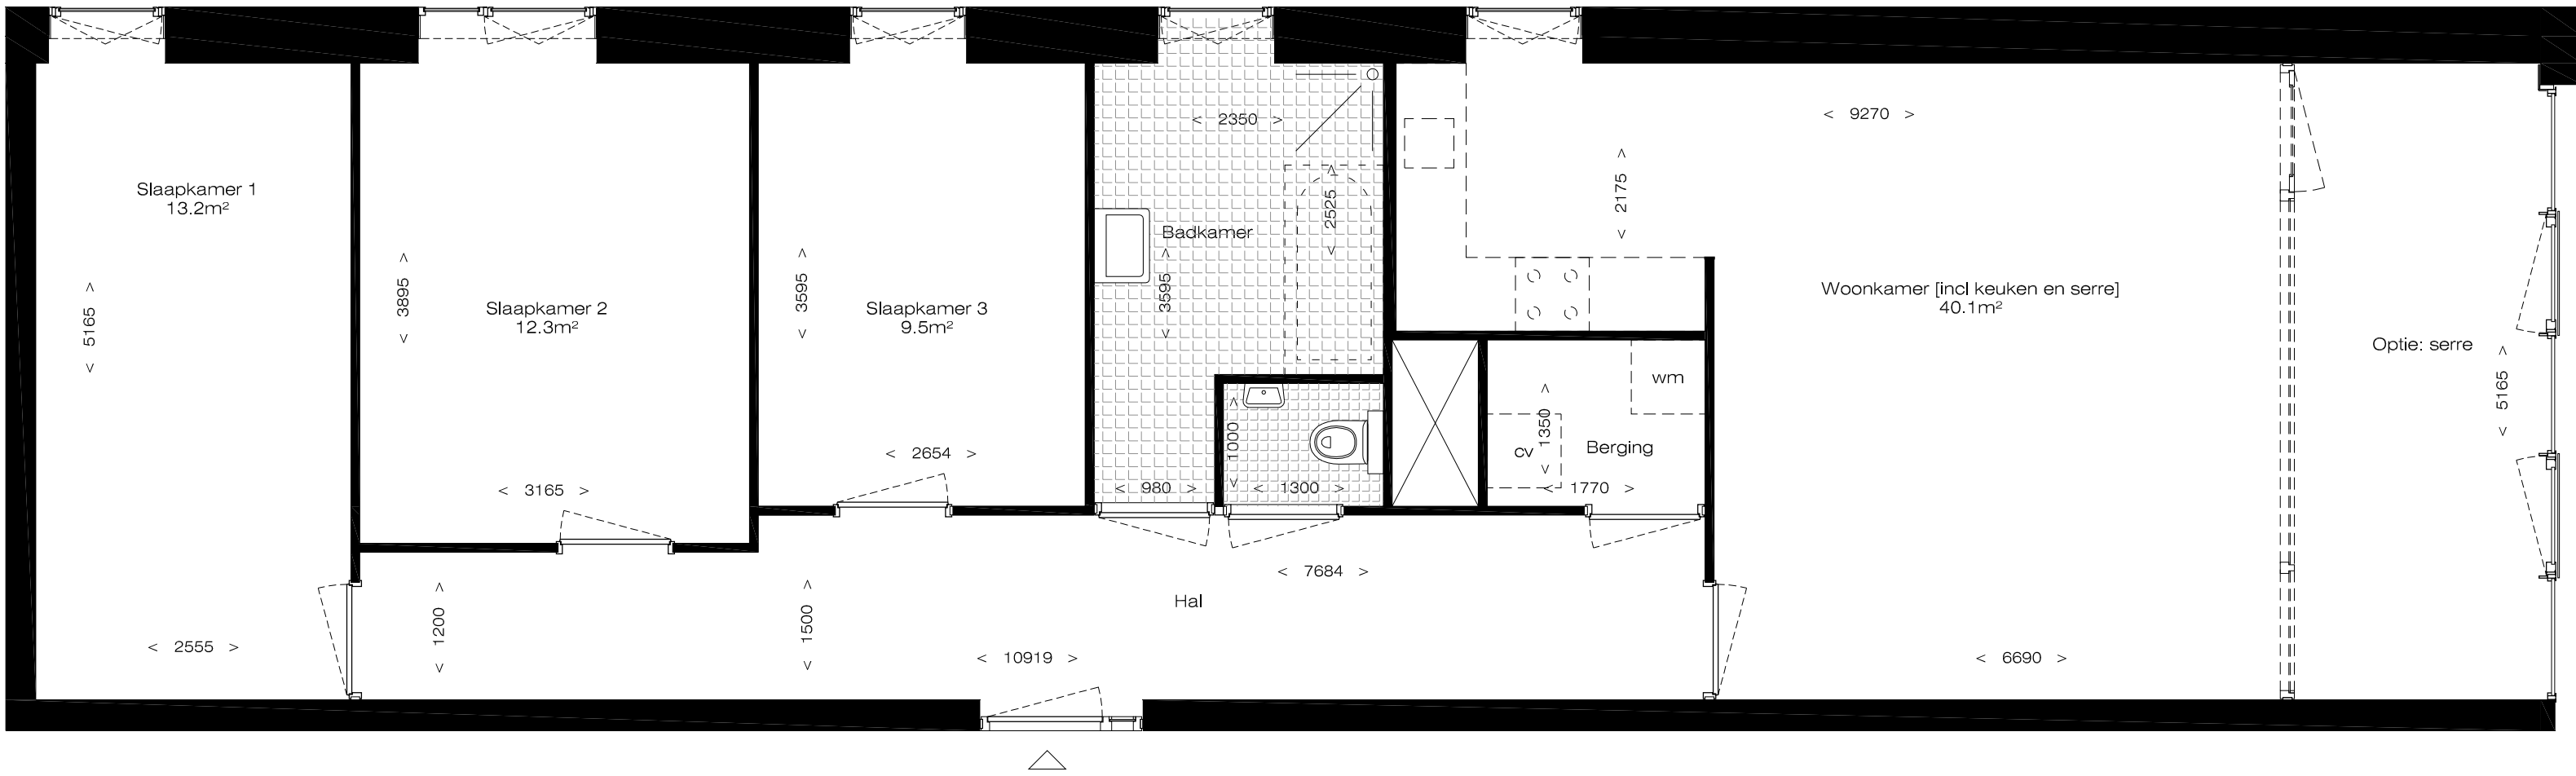 Slaapkamer 1
13.2m²
< 5165 >
< 2555 >
< 3895 >
Slaapkamer 2
12.3m²
< 3165 >
< 1200 >
< 3595 >
Slaapkamer 3
9.5m²
< 2654 >
< 1500 >
< 10919 >
< 2350 >
< 2525 >
Badkamer
< 3595 >
< 980 >
< 1000 >
< 1300 >
Hal
< 7684 >
< 9270 >
< 2175 >
wm
cv
< 1350 >
Berging
< 1770 >
Woonkamer [incl keuken en serre]
40.1m²
< 6690 >
Optie: serre
< 5165 >